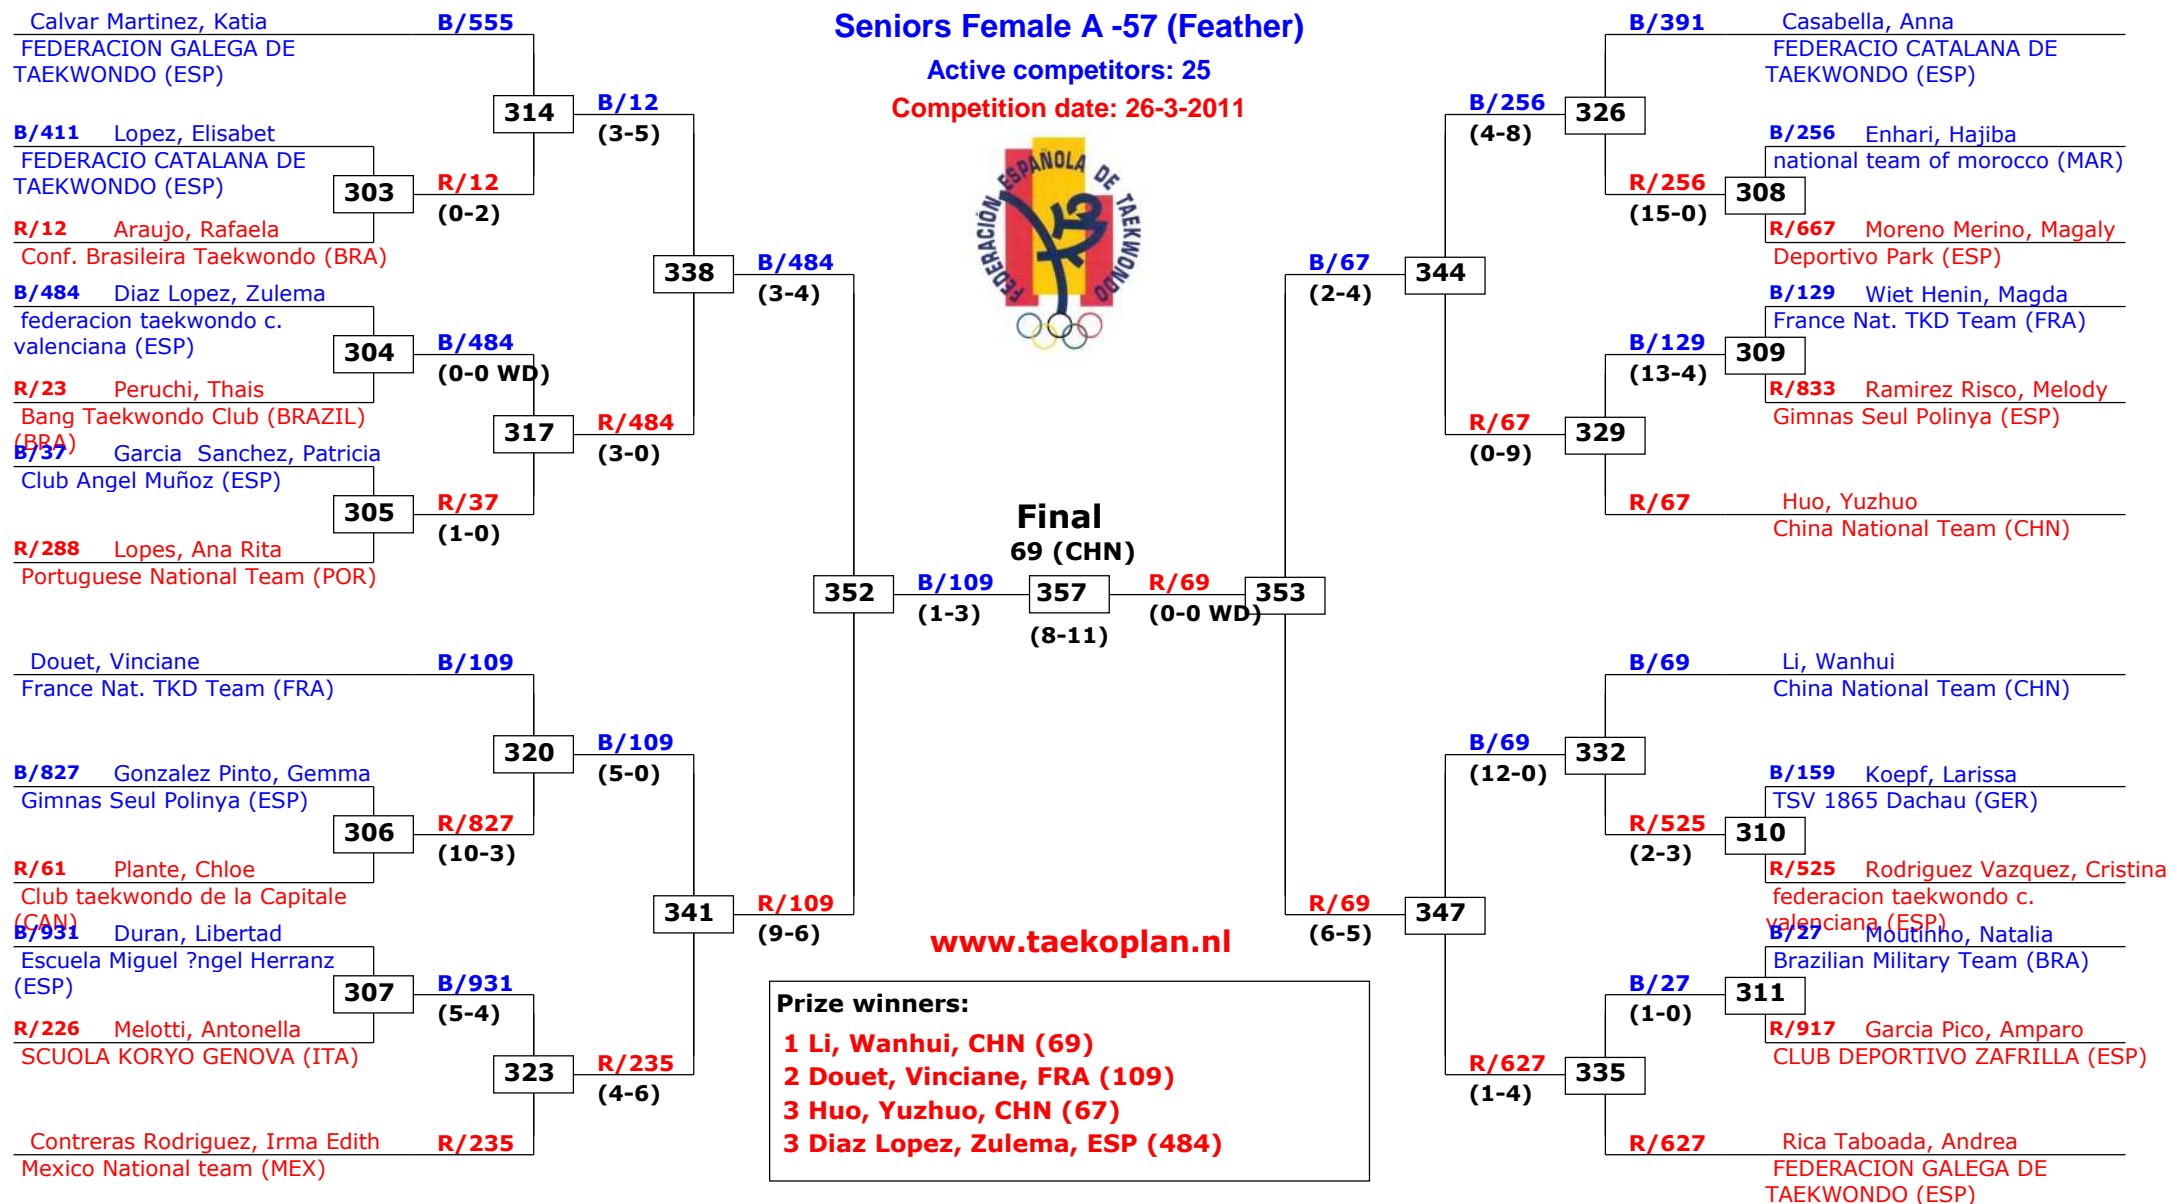 Seniors Female A -57 (Feather)
Active competitors: 25
Competition date: 26-3-2011
FEDERACIÓN ESPAÑOLA DE TAEKWONDO
Calvar Martinez, Katia
B/555
FEDERACION GALEGA DE
TAEKWONDO (ESP)
314
B/12
(3-5)
B/411 Lopez, Elisabet
FEDERACIO CATALANA DE
TAEKWONDO (ESP)
303
R/12
(0-2)
R/12 Araujo, Rafaela
Conf. Brasileira Taekwondo (BRA)
338
B/484
(3-4)
B/484 Diaz Lopez, Zulema
federacion taekwondo c.
valenciana (ESP)
304
B/484
(0-0 WD)
R/23 Peruchi, Thais
Bang Taekwondo Club (BRAZIL)
(BRA)
317
R/484
(3-0)
B/37 Garcia  Sanchez, Patricia
Club Angel Muñoz (ESP)
305
R/37
(1-0)
R/288 Lopes, Ana Rita
Portuguese National Team (POR)
352
B/109
(1-3)
Final
69 (CHN)
357
(8-11)
R/69
(0-0 WD)
353
Douet, Vinciane
B/109
France Nat. TKD Team (FRA)
320
B/109
(5-0)
B/827 Gonzalez Pinto, Gemma
Gimnas Seul Polinya (ESP)
306
R/827
(10-3)
R/61 Plante, Chloe
Club taekwondo de la Capitale
(CAN)
341
R/109
(9-6)
B/931 Duran, Libertad
Escuela Miguel ?ngel Herranz
(ESP)
307
B/931
(5-4)
R/226 Melotti, Antonella
SCUOLA KORYO GENOVA (ITA)
323
R/235
(4-6)
Contreras Rodriguez, Irma Edith
R/235
Mexico National team (MEX)
B/391
Casabella, Anna
FEDERACIO CATALANA DE
TAEKWONDO (ESP)
B/256
(4-8)
326
B/256 Enhari, Hajiba
national team of morocco (MAR)
R/256
(15-0)
308
R/667 Moreno Merino, Magaly
Deportivo Park (ESP)
B/67
(2-4)
344
B/129 Wiet Henin, Magda
France Nat. TKD Team (FRA)
B/129
(13-4)
309
R/833 Ramirez Risco, Melody
Gimnas Seul Polinya (ESP)
R/67
(0-9)
329
R/67
Huo, Yuzhuo
China National Team (CHN)
B/69
Li, Wanhui
China National Team (CHN)
B/69
(12-0)
332
B/159 Koepf, Larissa
TSV 1865 Dachau (GER)
R/525
(2-3)
310
R/525 Rodriguez Vazquez, Cristina
federacion taekwondo c.
valenciana (ESP)
R/69
(6-5)
347
B/27 Moutinho, Natalia
Brazilian Military Team (BRA)
B/27
(1-0)
311
R/917 Garcia Pico, Amparo
CLUB DEPORTIVO ZAFRILLA (ESP)
R/627
(1-4)
335
R/627
Rica Taboada, Andrea
FEDERACION GALEGA DE
TAEKWONDO (ESP)
www.taekoplan.nl
Prize winners:
1 Li, Wanhui, CHN (69)
2 Douet, Vinciane, FRA (109)
3 Huo, Yuzhuo, CHN (67)
3 Diaz Lopez, Zulema, ESP (484)